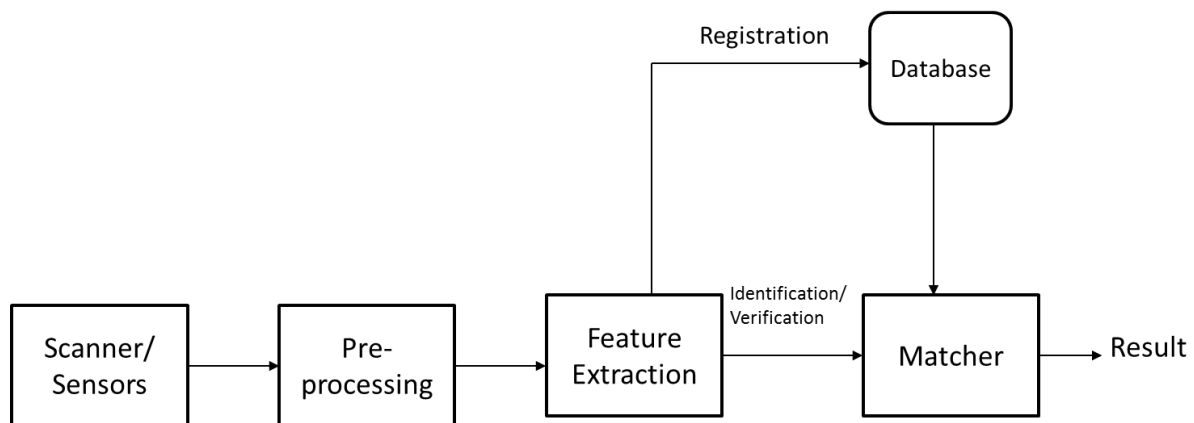 Registration
Database
Scanner/
Sensors
Pre-
processing
Feature
Extraction
Identification/
Verification
Matcher
Result